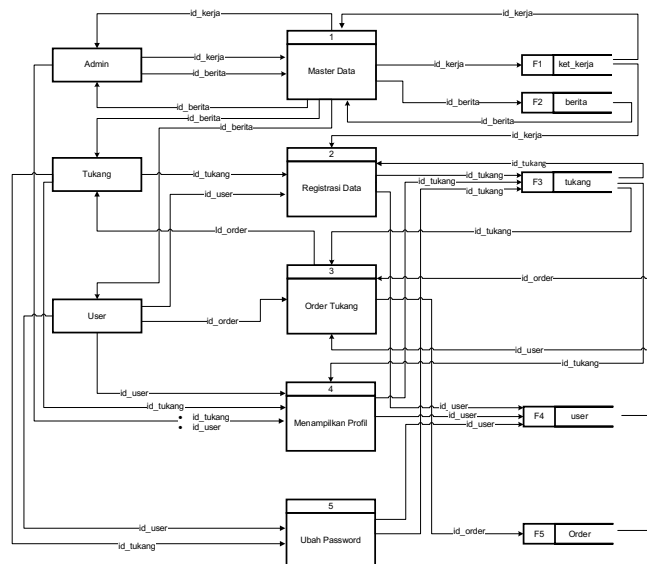 id_kerja
id_kerja
1
Admin
id_kerja
id_berita
Master Data
id_kerja
F1
ket_kerja
id_berita
id_berita
F2
berita
id_berita
id_berita
id_berita
id_kerja
2
id_tukang
Tukang
id_tukang
id_user
Registrasi Data
id_tukang
id_tukang
id_tukang
F3
tukang
Id_order
id_tukang
3
id_order
User
id_order
Order Tukang
id_user
id_tukang
4
id_user
id_tukang
• id_tukang
• id_user
Menampilkan Profil
id_user
id_user
id_user
F4
user
5
id_user
id_tukang
Ubah Password
id_order
F5
Order